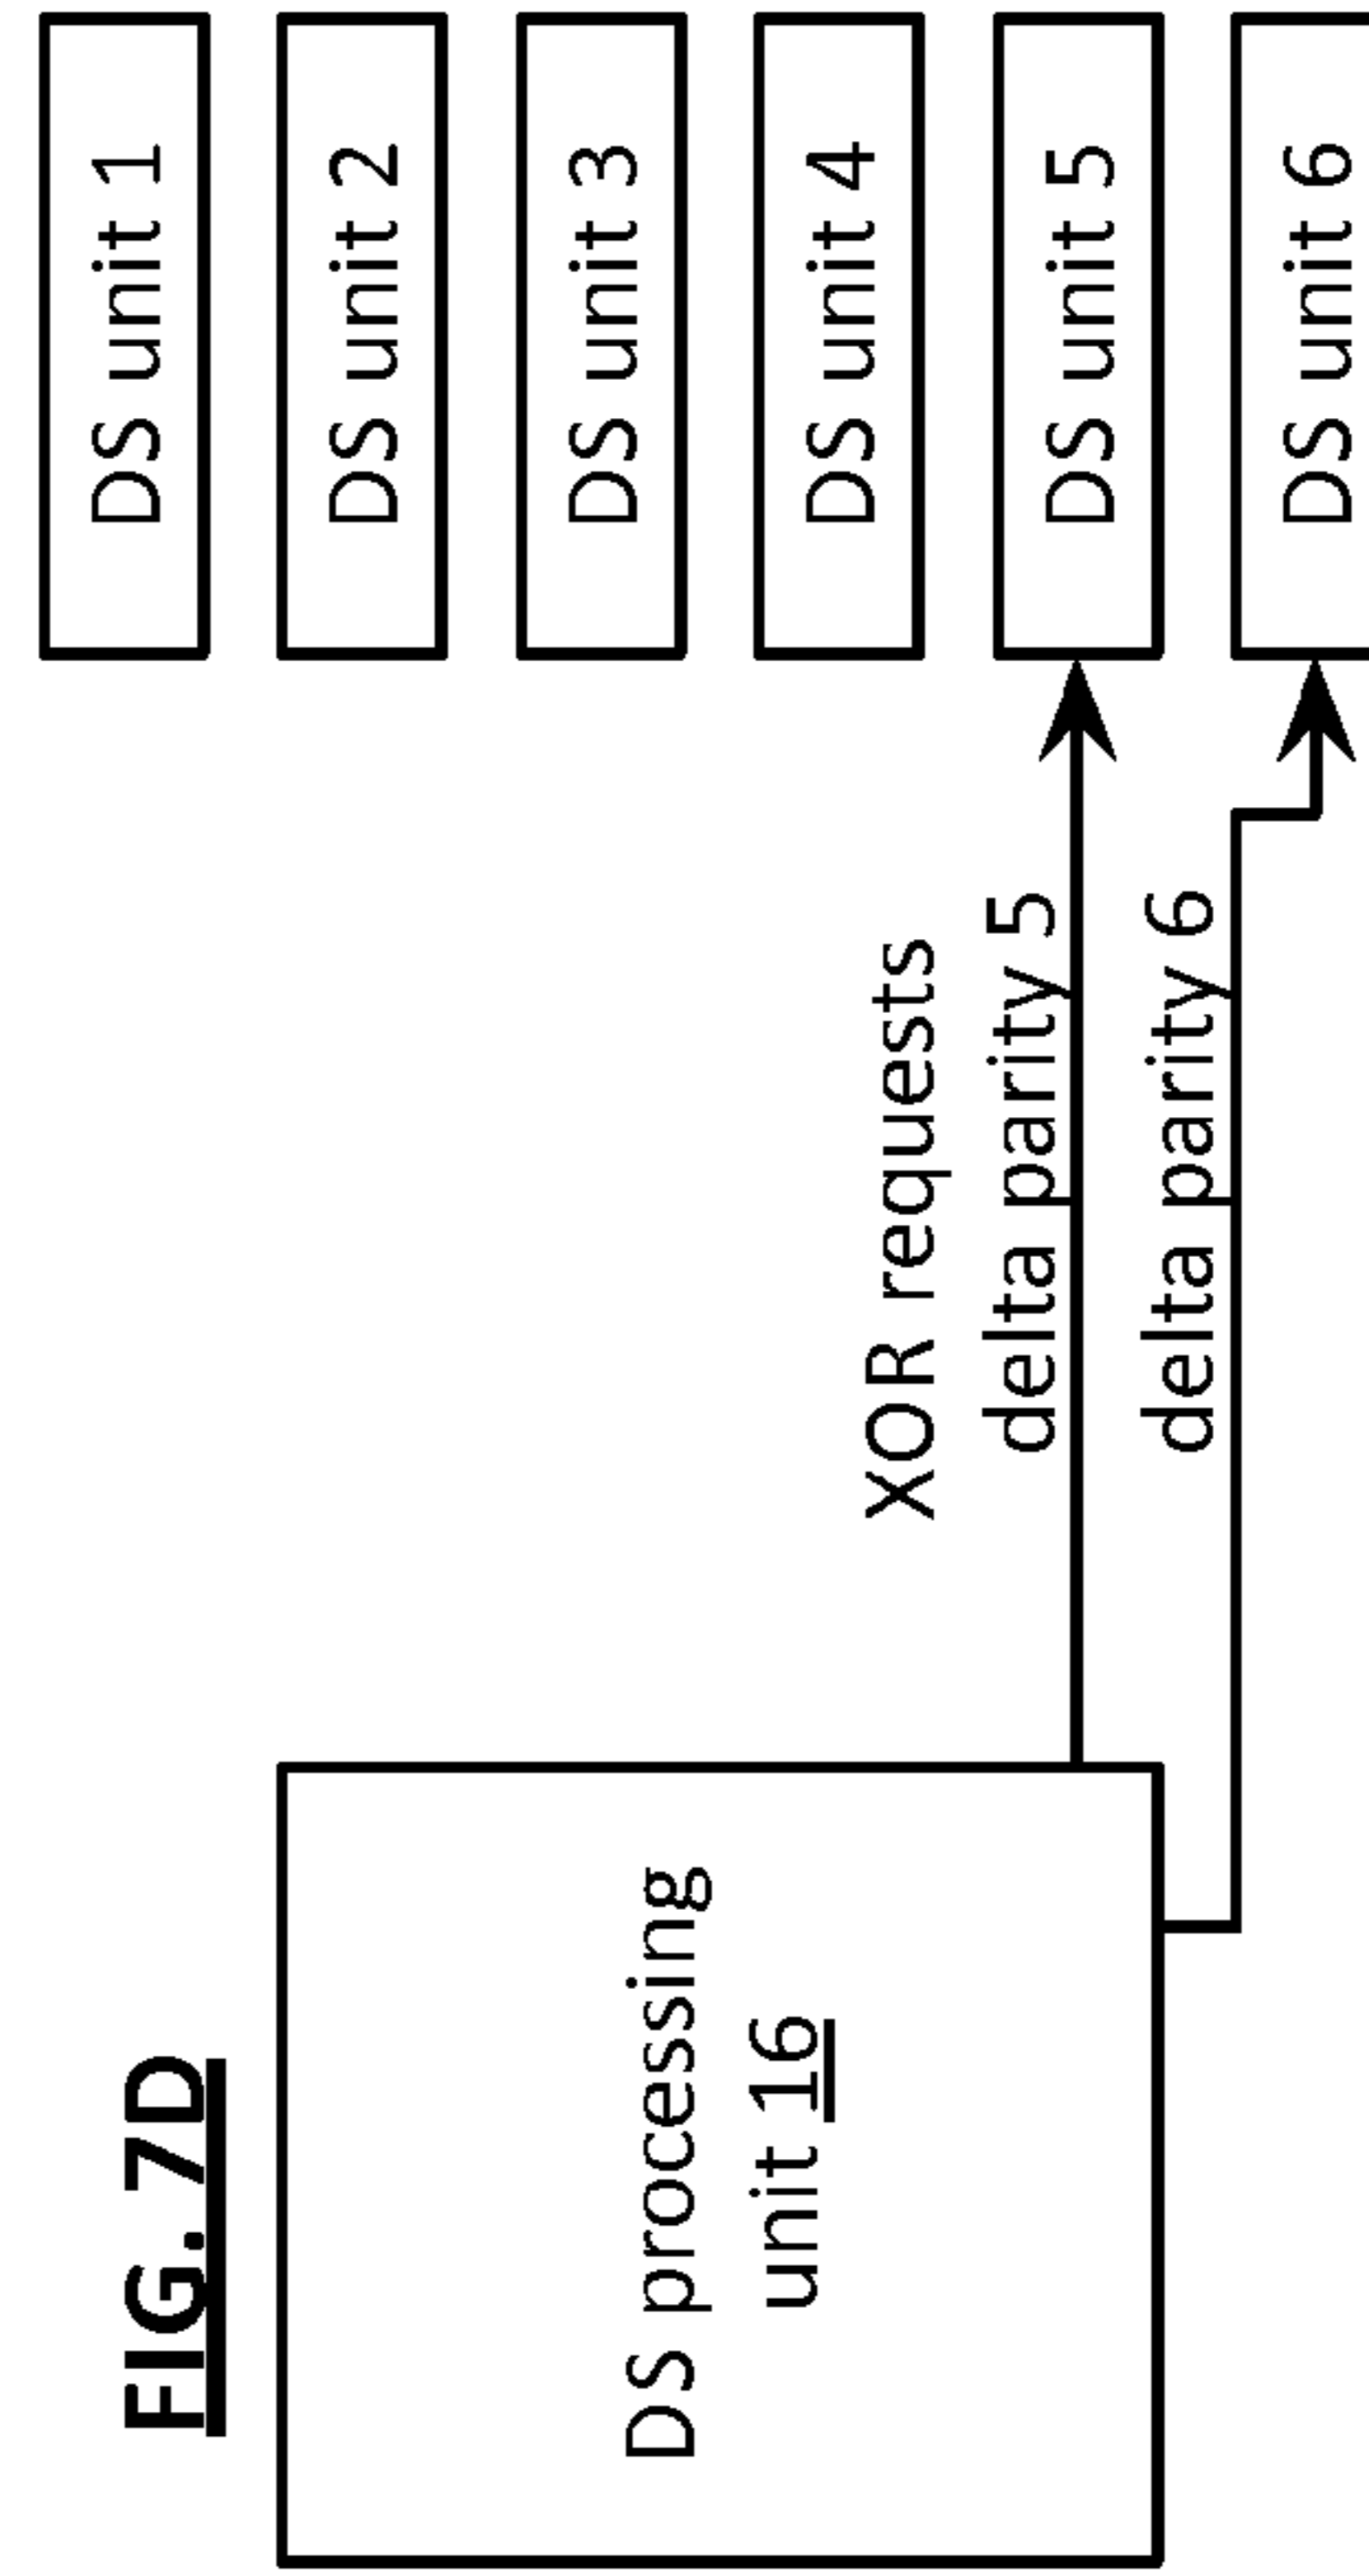 FIG. 7D
DS processing
unit 16
XOR requests
delta parity 5
delta parity 6
DS unit 1
DS unit 2
DS unit 3
DS unit 4
DS unit 5
DS unit 6